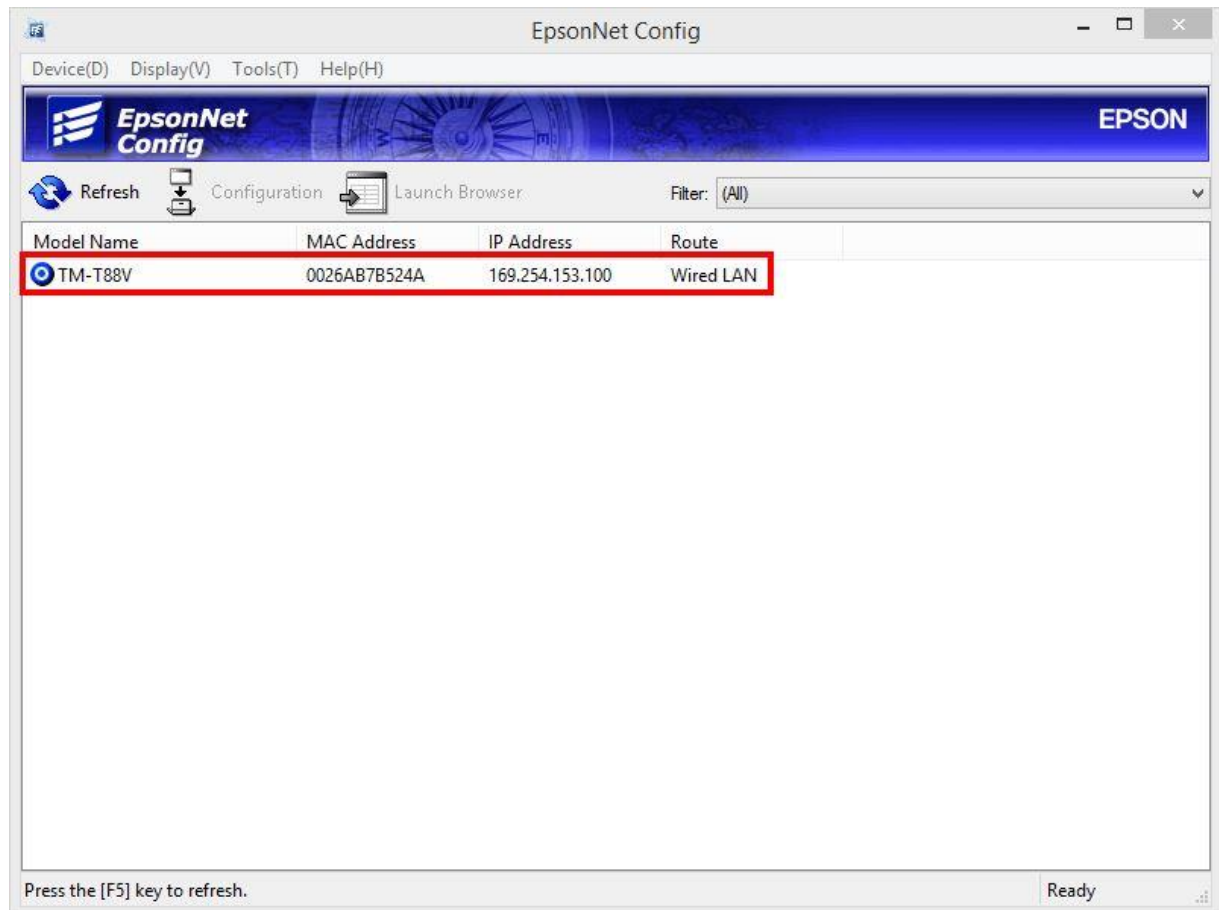 EpsonNet Config
Device(D) Display(V) Tools(T) Help(H)
EpsonNet
Config
EPSON
Refresh Configuration Launch Browser Filter: (All)
Model Name MAC Address IP Address Route
TM-T88V 0026AB7B524A 169.254.153.100 Wired LAN
Press the [F5] key to refresh. Ready